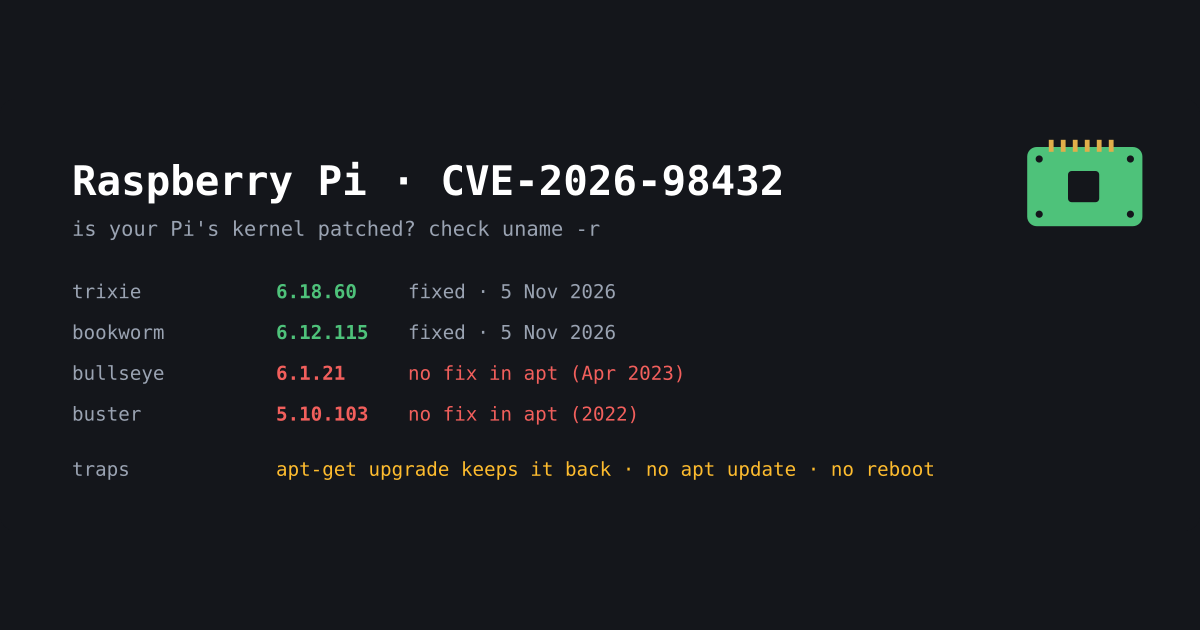 Raspberry Pi · CVE-2026-98432
is your Pi's kernel patched? check uname -r
trixie 6.18.60 fixed · 5 Nov 2026
bookworm 6.12.115 fixed · 5 Nov 2026
bullseye 6.1.21 no fix in apt (Apr 2023)
buster 5.10.103 no fix in apt (2022)
traps apt-get upgrade keeps it back · no apt update · no reboot